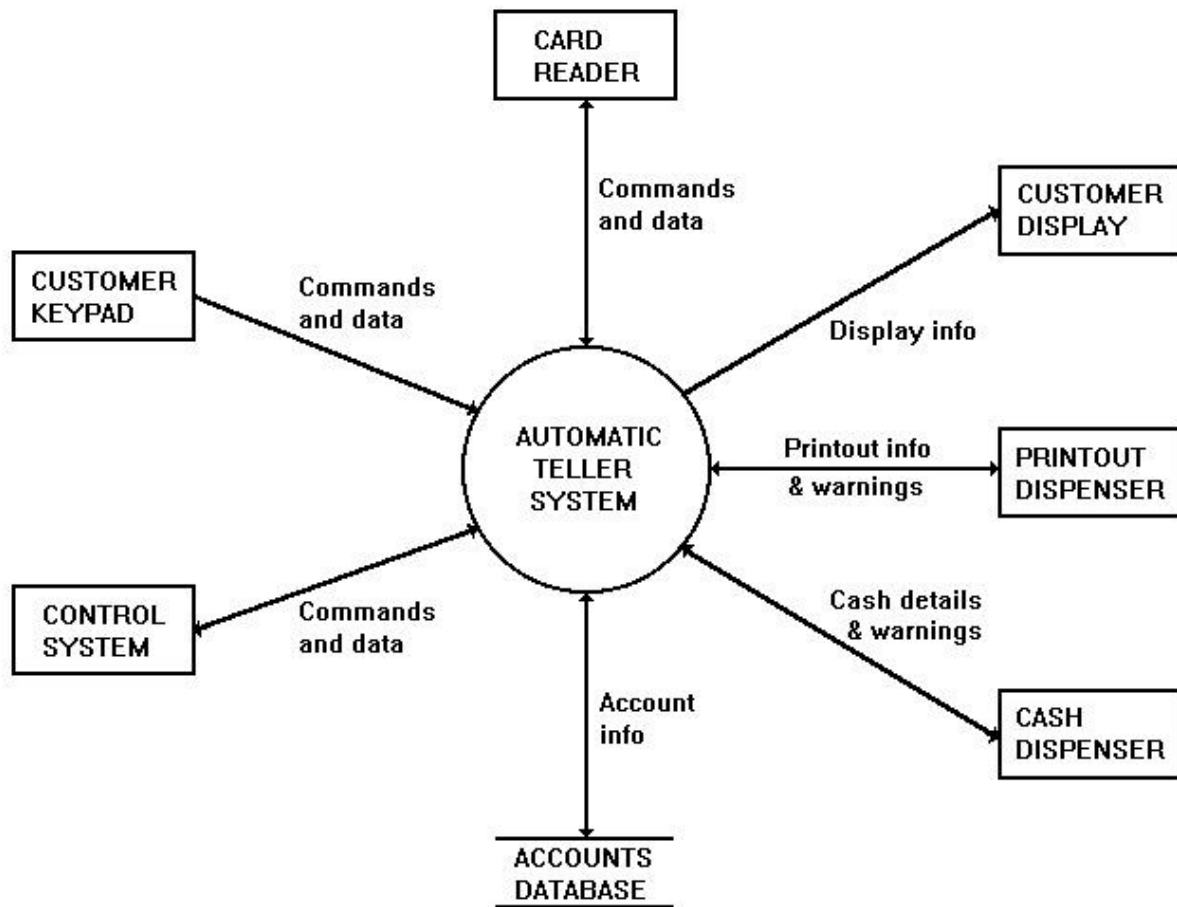 CARD
READER
Commands
and data
CUSTOMER
DISPLAY
CUSTOMER
KEYPAD
Commands
and data
Display info
AUTOMATIC
TELLER
SYSTEM
Printout info
& warnings
PRINTOUT
DISPENSER
CONTROL
SYSTEM
Commands
and data
Cash details
& warnings
Account
info
CASH
DISPENSER
ACCOUNTS
DATABASE